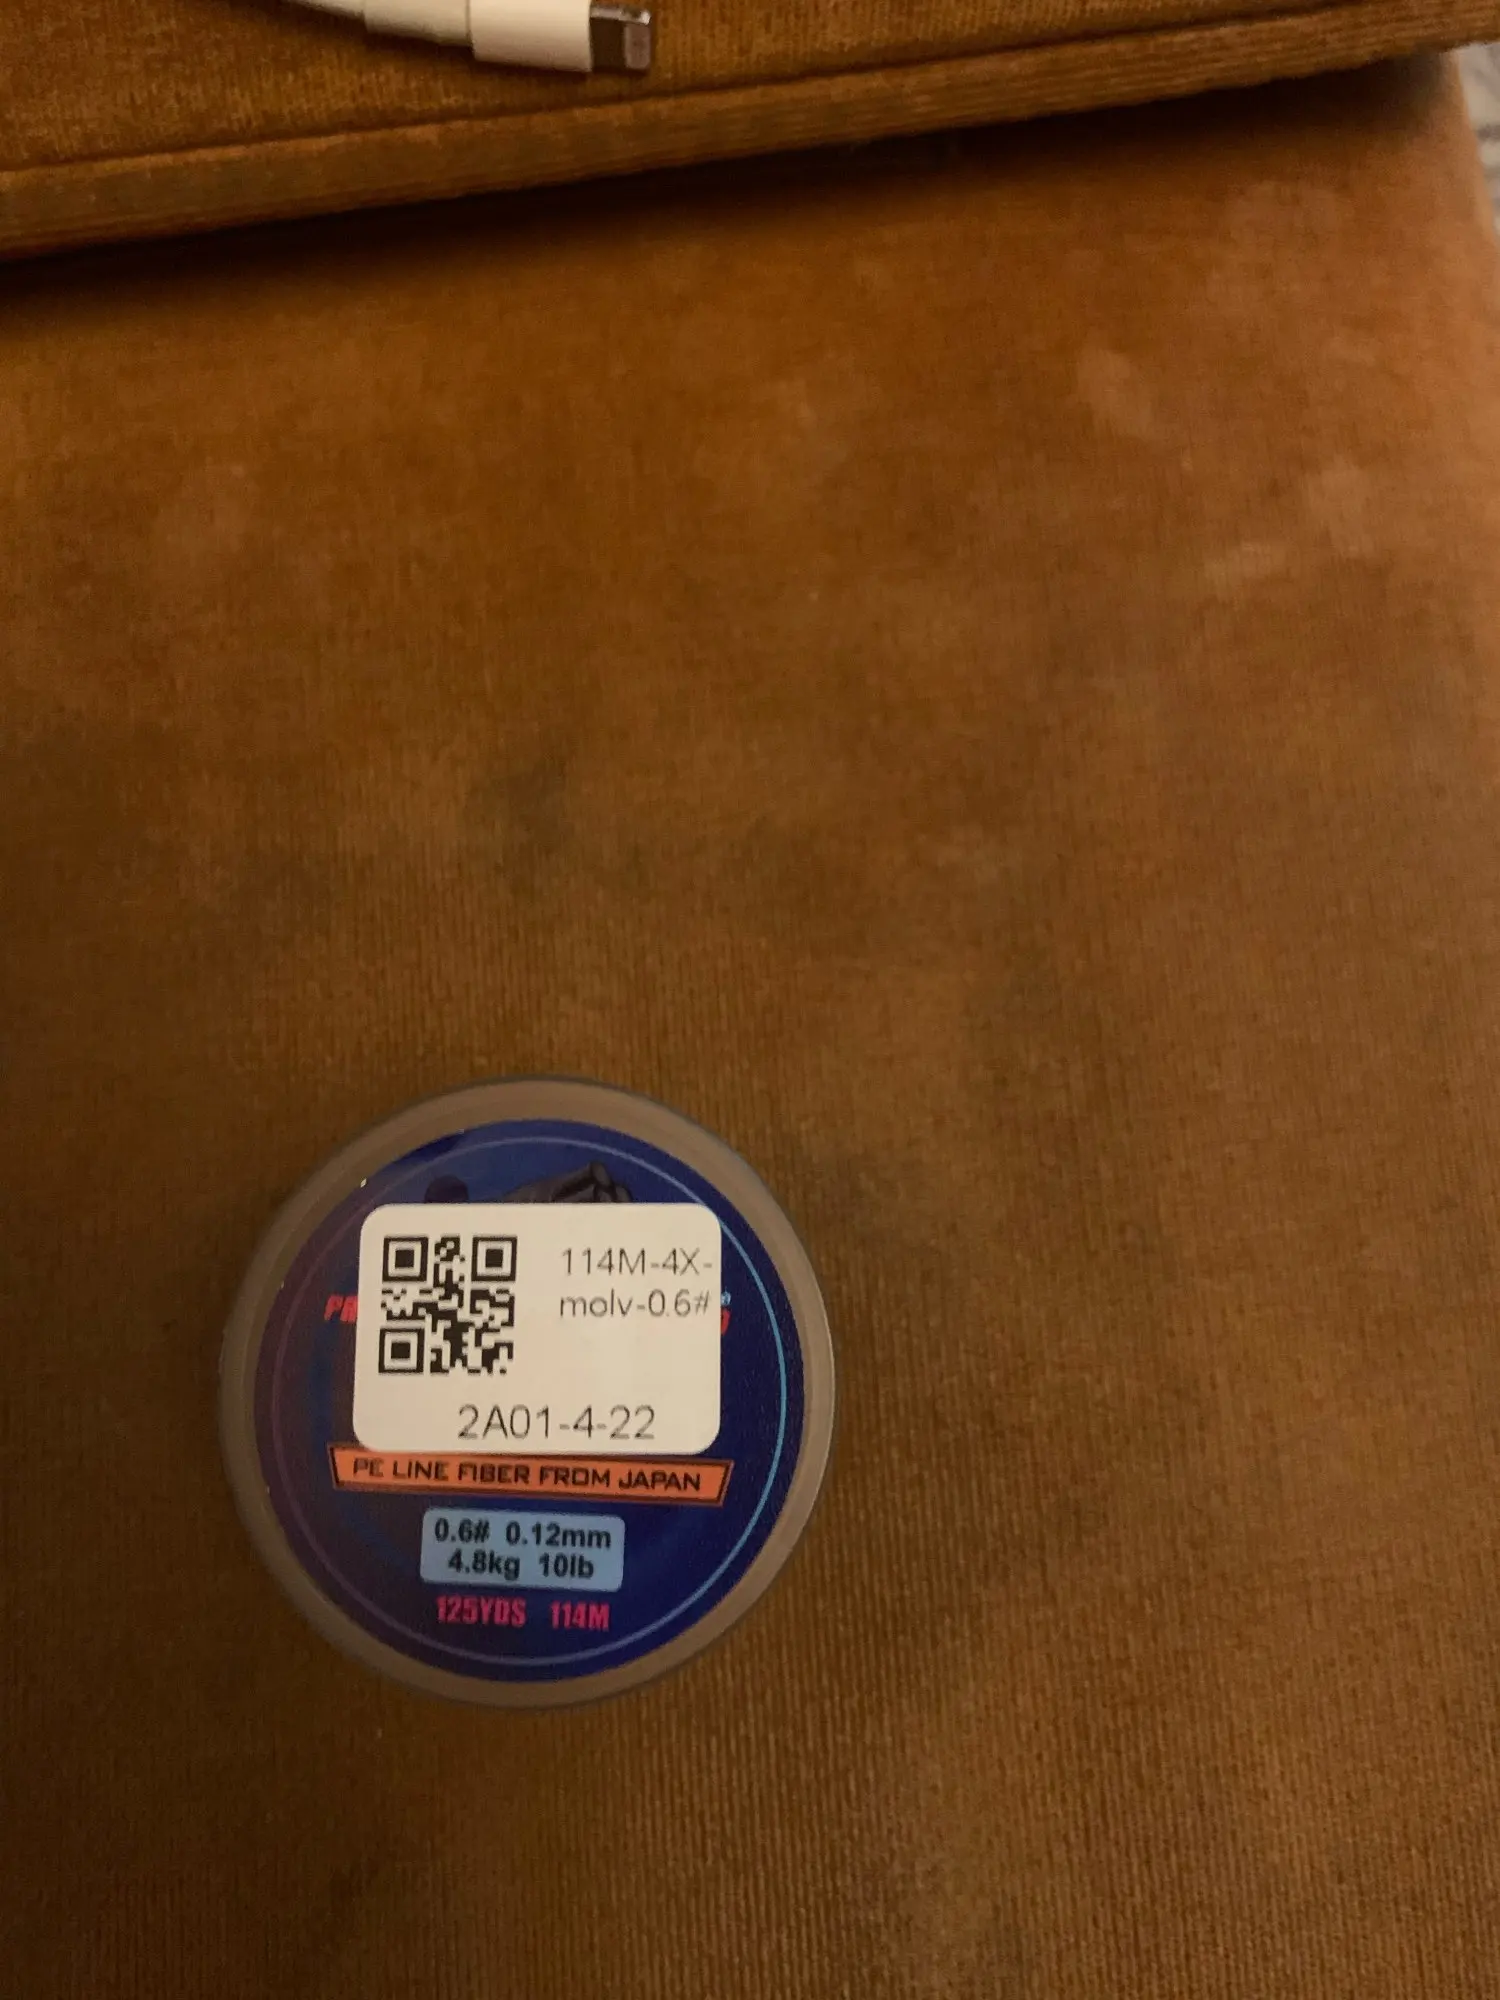 114M-4X-
molv-0.6#
2A01-4-22
PE LINE FIBER FROM JAPAN
0.6# 0.12mm
4.8kg 10lb
125YDS 114M